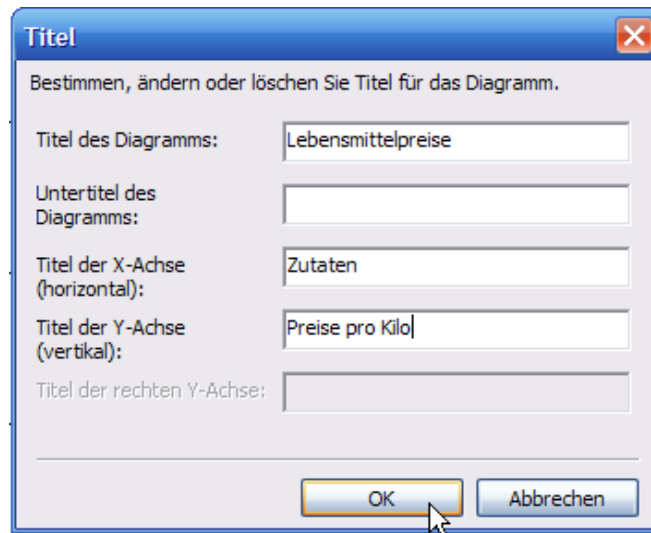 Titel
Bestimmen, ändern oder löschen Sie Titel für das Diagramm.
Titel des Diagramms: Lebensmittelpreise
Untertitel des
Diagramms:
Titel der X-Achse Zutaten
(horizontal):
Titel der Y-Achse Preise pro Kilo
(vertikal):
Titel der rechten Y-Achse:
OK Abbrechen